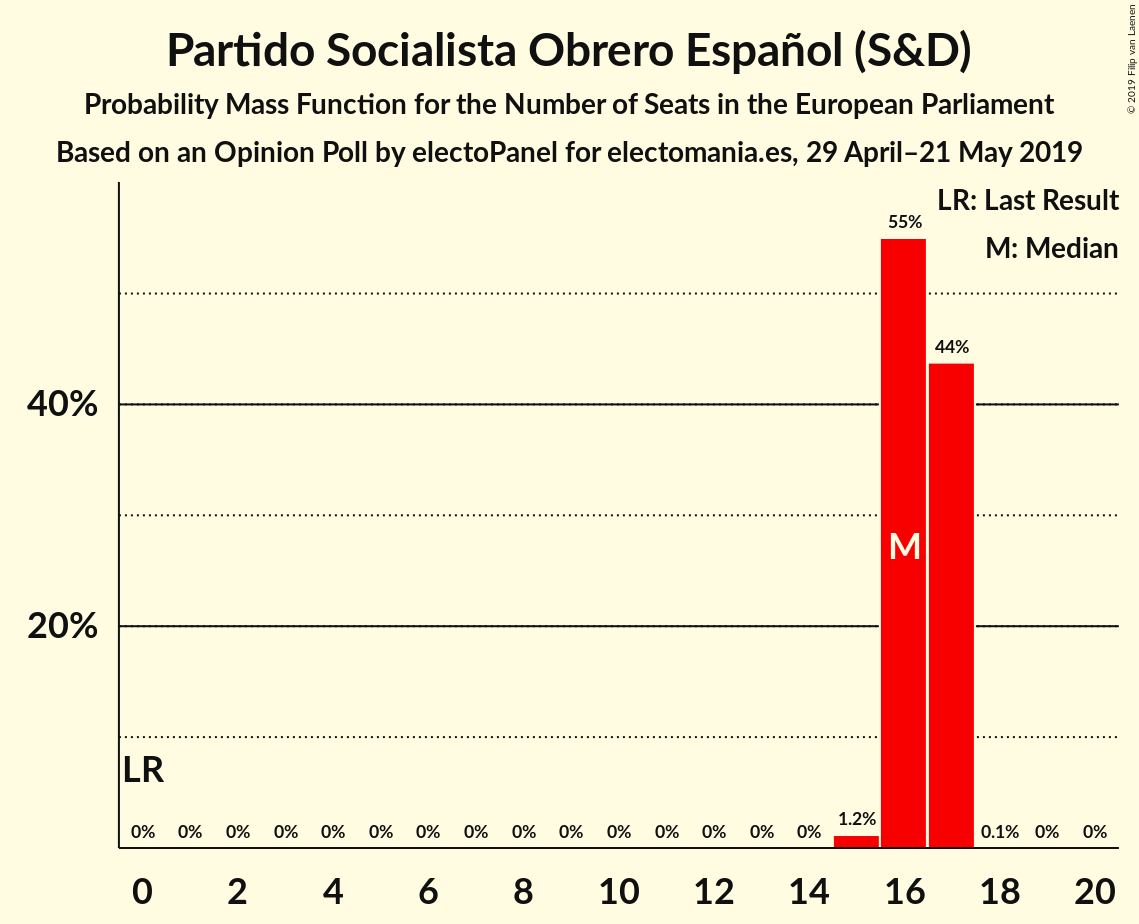 Partido Socialista Obrero Español (S&D)
Probability Mass Function for the Number of Seats in the European Parliament
Based on an Opinion Poll by electoPanel for electomania.es, 29 April–21 May 2019
© 2019 Filip van Laenen
LR: Last Result
M: Median
55%
44%
40%
M
20%
LR
0% 0% 0% 0% 0% 0% 0% 0% 0% 0% 0% 0% 0% 0% 0% 1.2% 0.1% 0% 0%
0 2 4 6 8 10 12 14 16 18 20